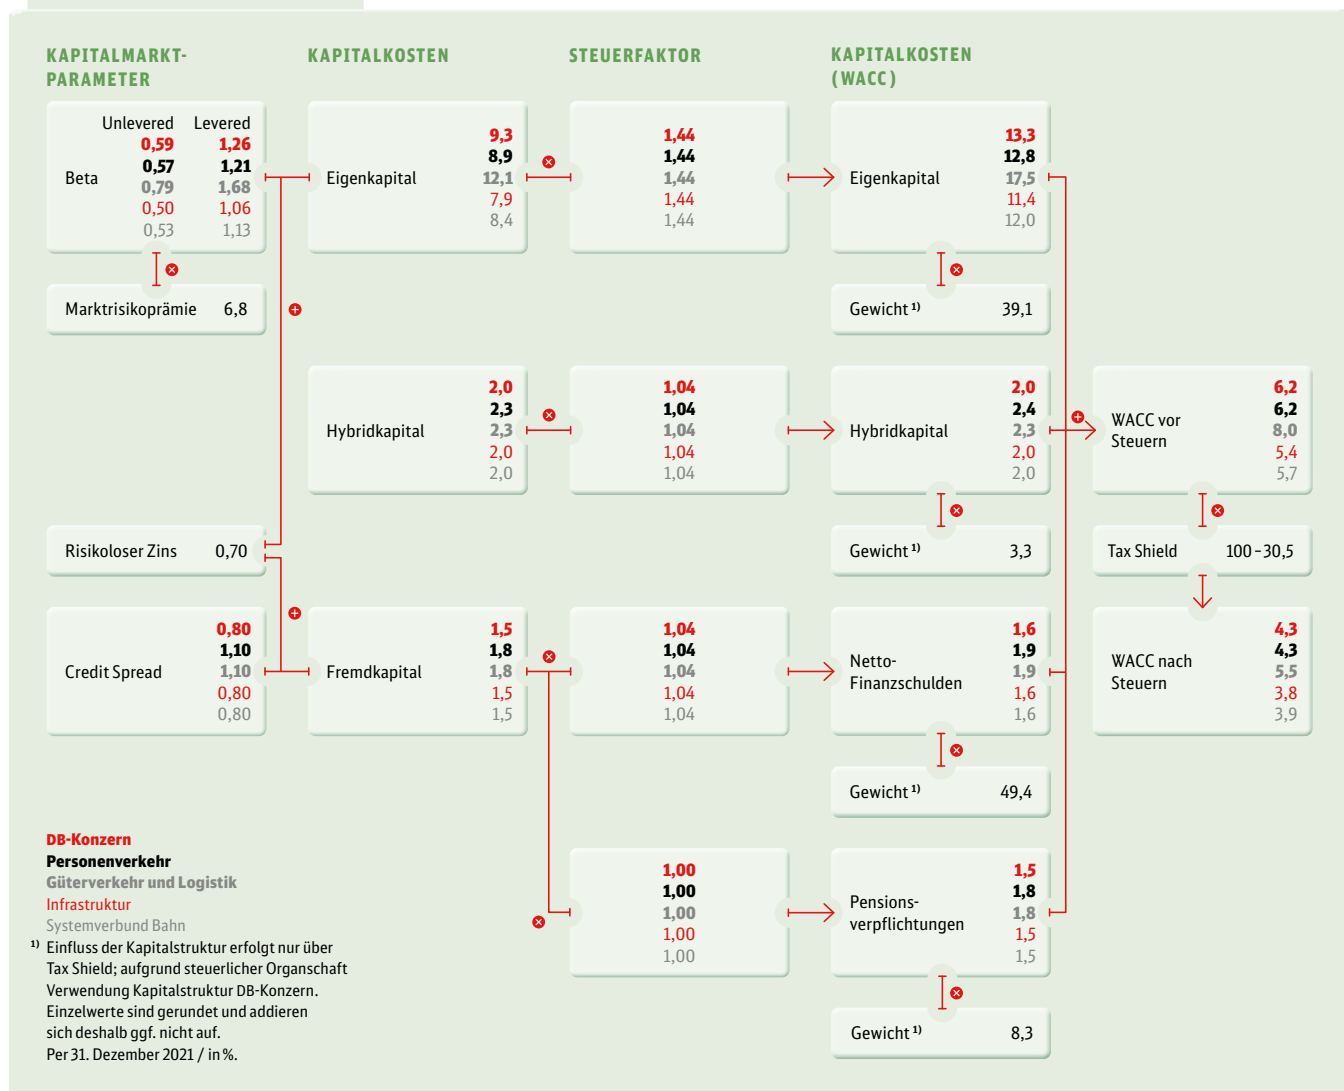 KAPITALMARKT-
PARAMETER
KAPITALKOSTEN
STEUERFAKTOR
KAPITALKOSTEN
(WACC)
Unlevered Levered
Beta
0,59 1,26
0,57 1,21
0,79 1,68
0,50 1,06
0,53 1,13
Eigenkapital
9,3
8,9
12,1
7,9
8,4
1,44
1,44
1,44
1,44
1,44
Eigenkapital
13,3
12,8
17,5
11,4
12,0
Marktrisikoprämie 6,8
Gewicht 1) 39,1
Hybridkapital
2,0
2,3
2,3
2,0
2,0
1,04
1,04
1,04
1,04
1,04
Hybridkapital
2,0
2,4
2,3
2,0
2,0
WACC vor
Steuern
6,2
6,2
8,0
5,4
5,7
Risikoloser Zins 0,70
Gewicht 1) 3,3
Tax Shield 100–30,5
Credit Spread
0,80
1,10
1,10
0,80
0,80
Fremdkapital
1,5
1,8
1,8
1,5
1,5
1,04
1,04
1,04
1,04
1,04
Netto-
Finanzschulden
1,6
1,9
1,9
1,6
1,6
WACC nach
Steuern
4,3
4,3
5,5
3,8
3,9
Gewicht 1) 49,4
1,00
1,00
1,00
1,00
1,00
Pensions-
verpflichtungen
1,5
1,8
1,8
1,5
1,5
Gewicht 1) 8,3
DB-Konzern
Personenverkehr
Güterverkehr und Logistik
Infrastruktur
Systemverbund Bahn
1) Einfluss der Kapitalstruktur erfolgt nur über
Tax Shield; aufgrund steuerlicher Organschaft
Verwendung Kapitalstruktur DB-Konzern.
Einzelwerte sind gerundet und addieren
sich deshalb ggf. nicht auf.
Per 31. Dezember 2021 / in %.